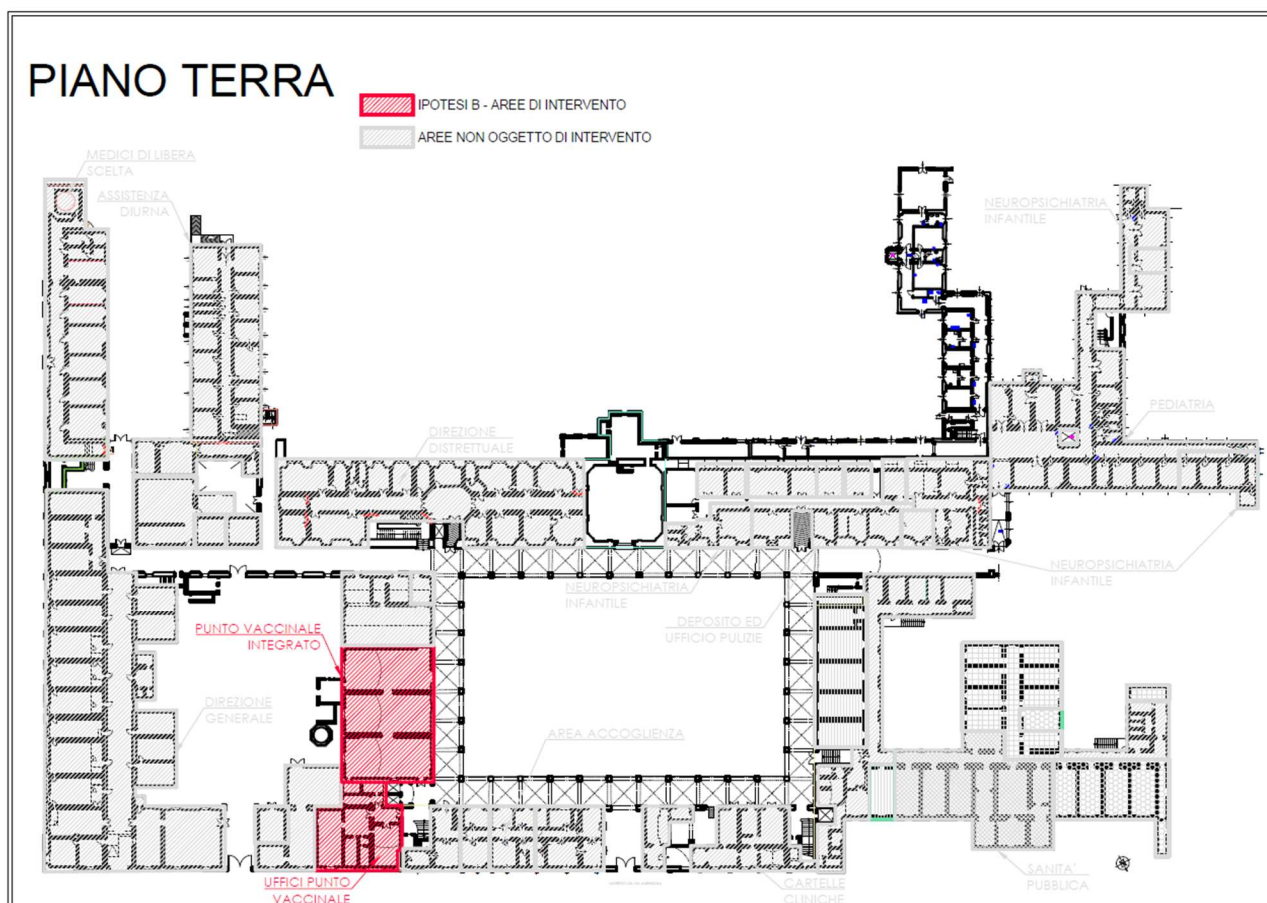 PIANO TERRA
IPOTESI B - AREE DI INTERVENTO
AREE NON OGGETTO DI INTERVENTO
MEDICI DI LIBERA
SCELTA
ASSISTENZA
DIURNA
NEUROPSICHIATRIA
INFANTILE
PEDIATRIA
DIREZIONE
DISTRETTUALE
NEUROPSICHIATRIA
INFANTILE
NEUROPSICHIATRIA
INFANTILE
DEPOSITO ED
UFFICIO PULIZIE
PUNTO VACCINALE
INTEGRATO
DIREZIONE
GENERALE
AREA ACCOGLIENZA
UFFICI PUNTO
VACCINALE
CARTELLE
CLINICHE
SANITA'
PUBBLICA